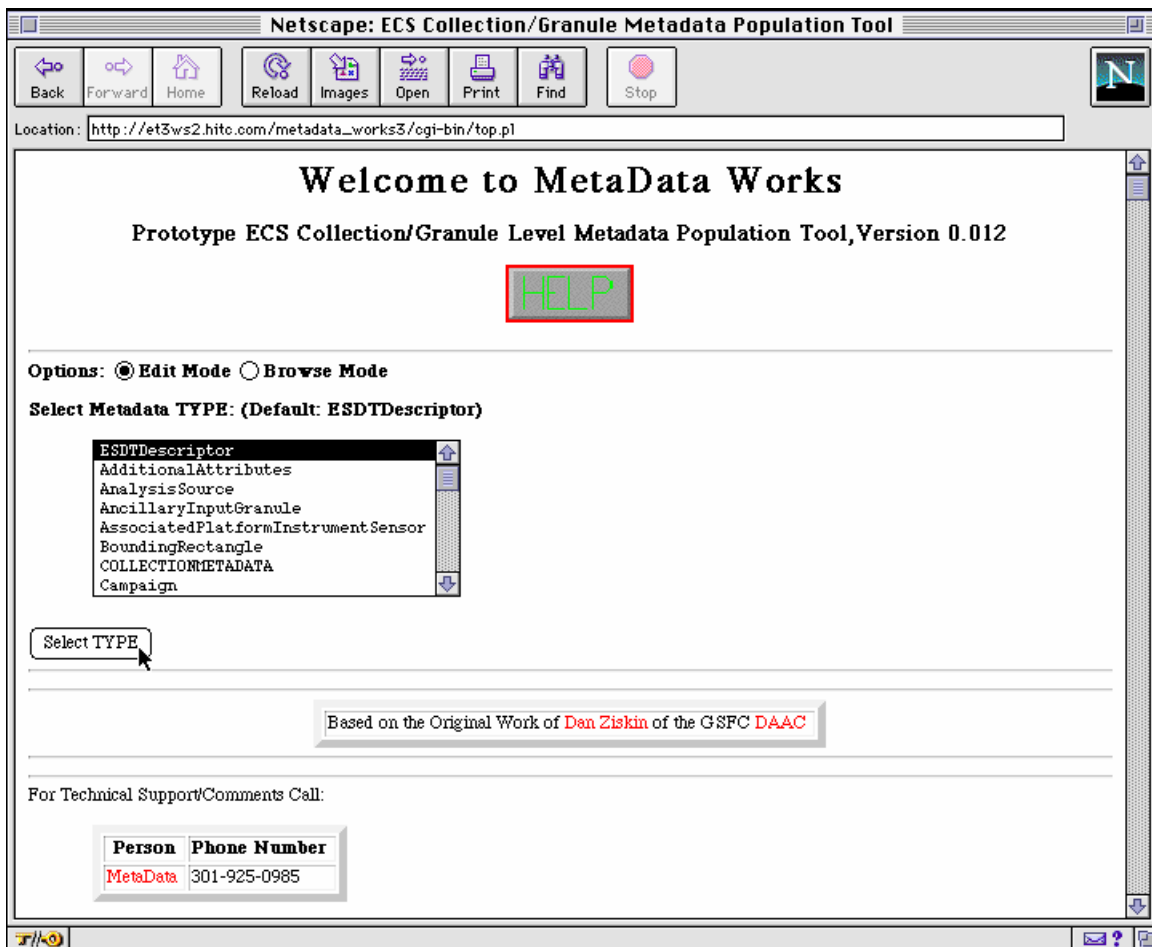 Netscape: ECS Collection/Granule Metadata Population Tool
Back Forward Home Reload Images Open Print Find Stop
N
Location: http://et3ws2.hitc.com/metadata_works3/cgi-bin/top.pl
Welcome to MetaData Works
Prototype ECS Collection/Granule Level Metadata Population Tool,Version 0.012
HELP
Options: Edit Mode Browse Mode
Select Metadata TYPE: (Default: ESDTDescriptor)
ESDTDescriptor
AdditionalAttributes
AnalysisSource
AncillaryInputGranule
AssociatedPlatformInstrumentSensor
BoundingRectangle
COLLECTIONMETADATA
Campaign
Select TYPE
Based on the Original Work of Dan Ziskin of the GSFC DAAC
For Technical Support/Comments Call:
Person Phone Number
MetaData 301-925-0985
?